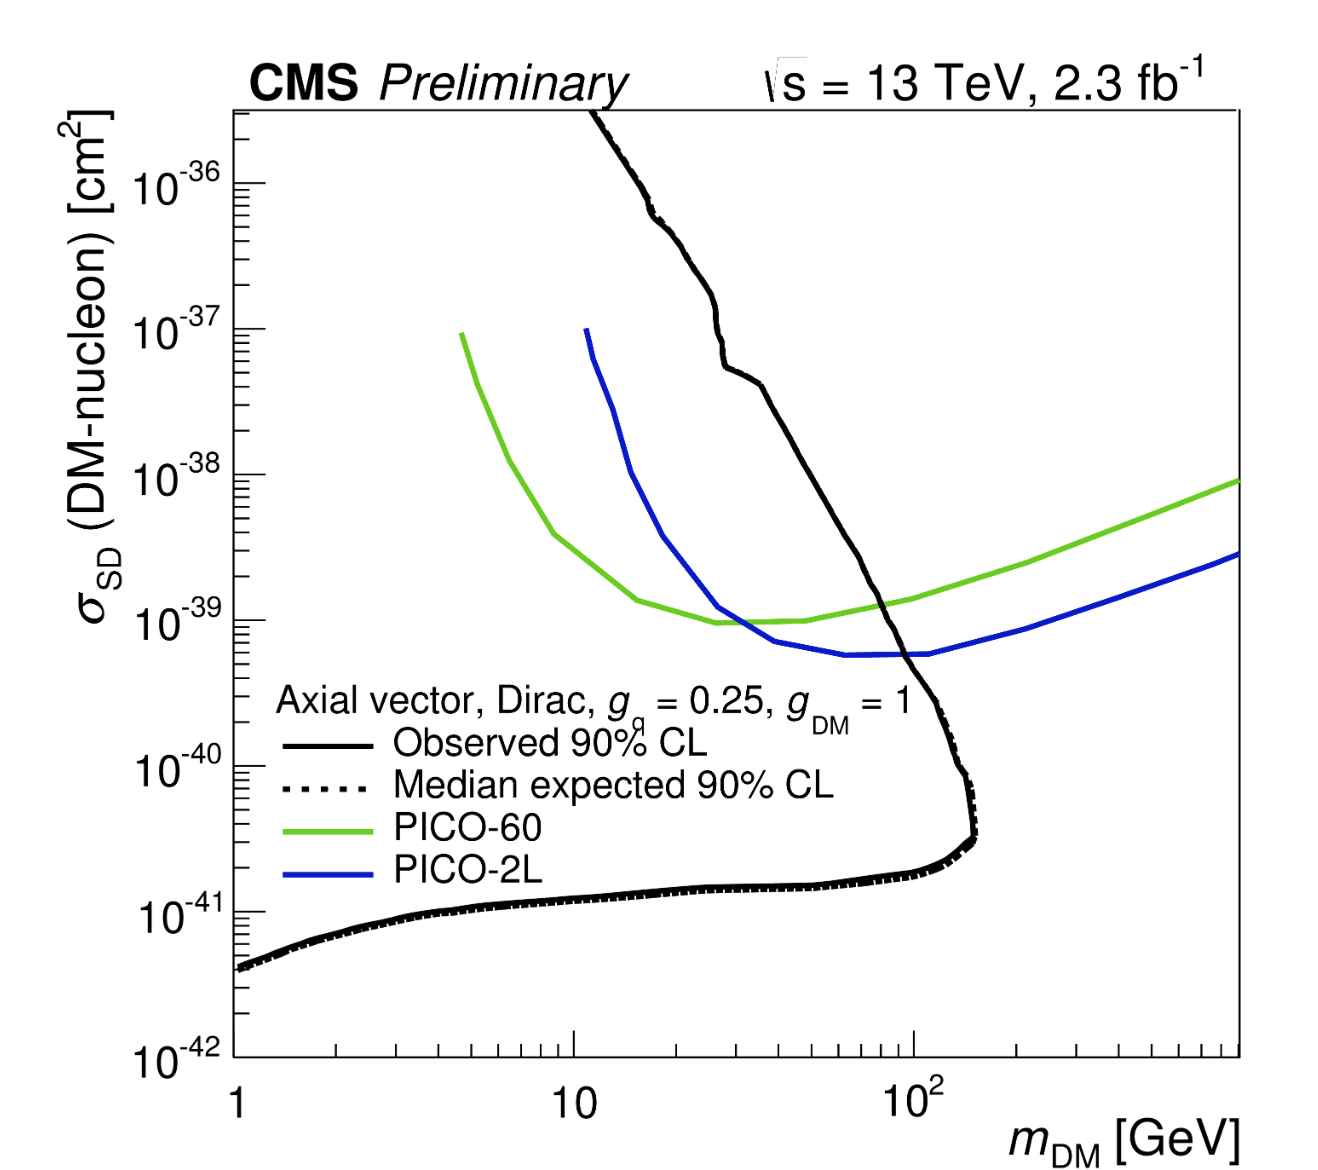 CMS Preliminary √s = 13 TeV, 2.3 fb⁻¹
σSD (DM-nucleon) [cm²]
10⁻³⁶
10⁻³⁷
10⁻³⁸
10⁻³⁹
10⁻⁴⁰
10⁻⁴¹
10⁻⁴²
Axial vector, Dirac, gq = 0.25, gDM = 1
Observed 90% CL
Median expected 90% CL
PICO-60
PICO-2L
1 10 10²
mDM [GeV]